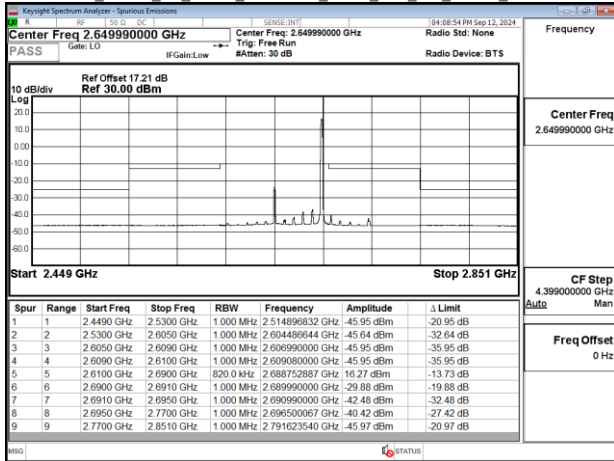 Keysight Spectrum Analyzer - Spurious Emissions
R RF 50 Ω DC SENSE:INT 04:08:54 PM Sep 12, 2024
Center Freq 2.649990000 GHz Center Freq: 2.649990000 GHz Radio Std: None Frequency
PASS Gate: LO Trig: Free Run
IFGain:Low #Atten: 30 dB Radio Device: BTS
Ref Offset 17.21 dB
10 dB/div Ref 30.00 dBm
Log
20.0
10.0
0.00
-10.0
-20.0
-30.0
-40.0
-50.0
-60.0
Start 2.449 GHz Stop 2.851 GHz
Center Freq
2.649990000 GHz
CF Step
4.399000000 GHz
Auto Man
Freq Offset
0 Hz
Spur Range Start Freq Stop Freq RBW Frequency Amplitude Δ Limit
1 1 2.4490 GHz 2.5300 GHz 1.000 MHz 2.514896832 GHz -45.95 dBm -20.95 dB
2 2 2.5300 GHz 2.6050 GHz 1.000 MHz 2.604486644 GHz -45.64 dBm -32.64 dB
3 3 2.6050 GHz 2.6090 GHz 1.000 MHz 2.606990000 GHz -45.95 dBm -35.95 dB
4 4 2.6090 GHz 2.6100 GHz 1.000 MHz 2.609080000 GHz -45.95 dBm -35.95 dB
5 5 2.6100 GHz 2.6900 GHz 820.0 kHz 2.688752887 GHz 16.27 dBm -13.73 dB
6 6 2.6900 GHz 2.6910 GHz 1.000 MHz 2.689990000 GHz -29.88 dBm -19.88 dB
7 7 2.6910 GHz 2.6950 GHz 1.000 MHz 2.690990000 GHz -42.48 dBm -32.48 dB
8 8 2.6950 GHz 2.7700 GHz 1.000 MHz 2.696500067 GHz -40.42 dBm -27.42 dB
9 9 2.7700 GHz 2.8510 GHz 1.000 MHz 2.791623540 GHz -45.97 dBm -20.97 dB
MSG STATUS